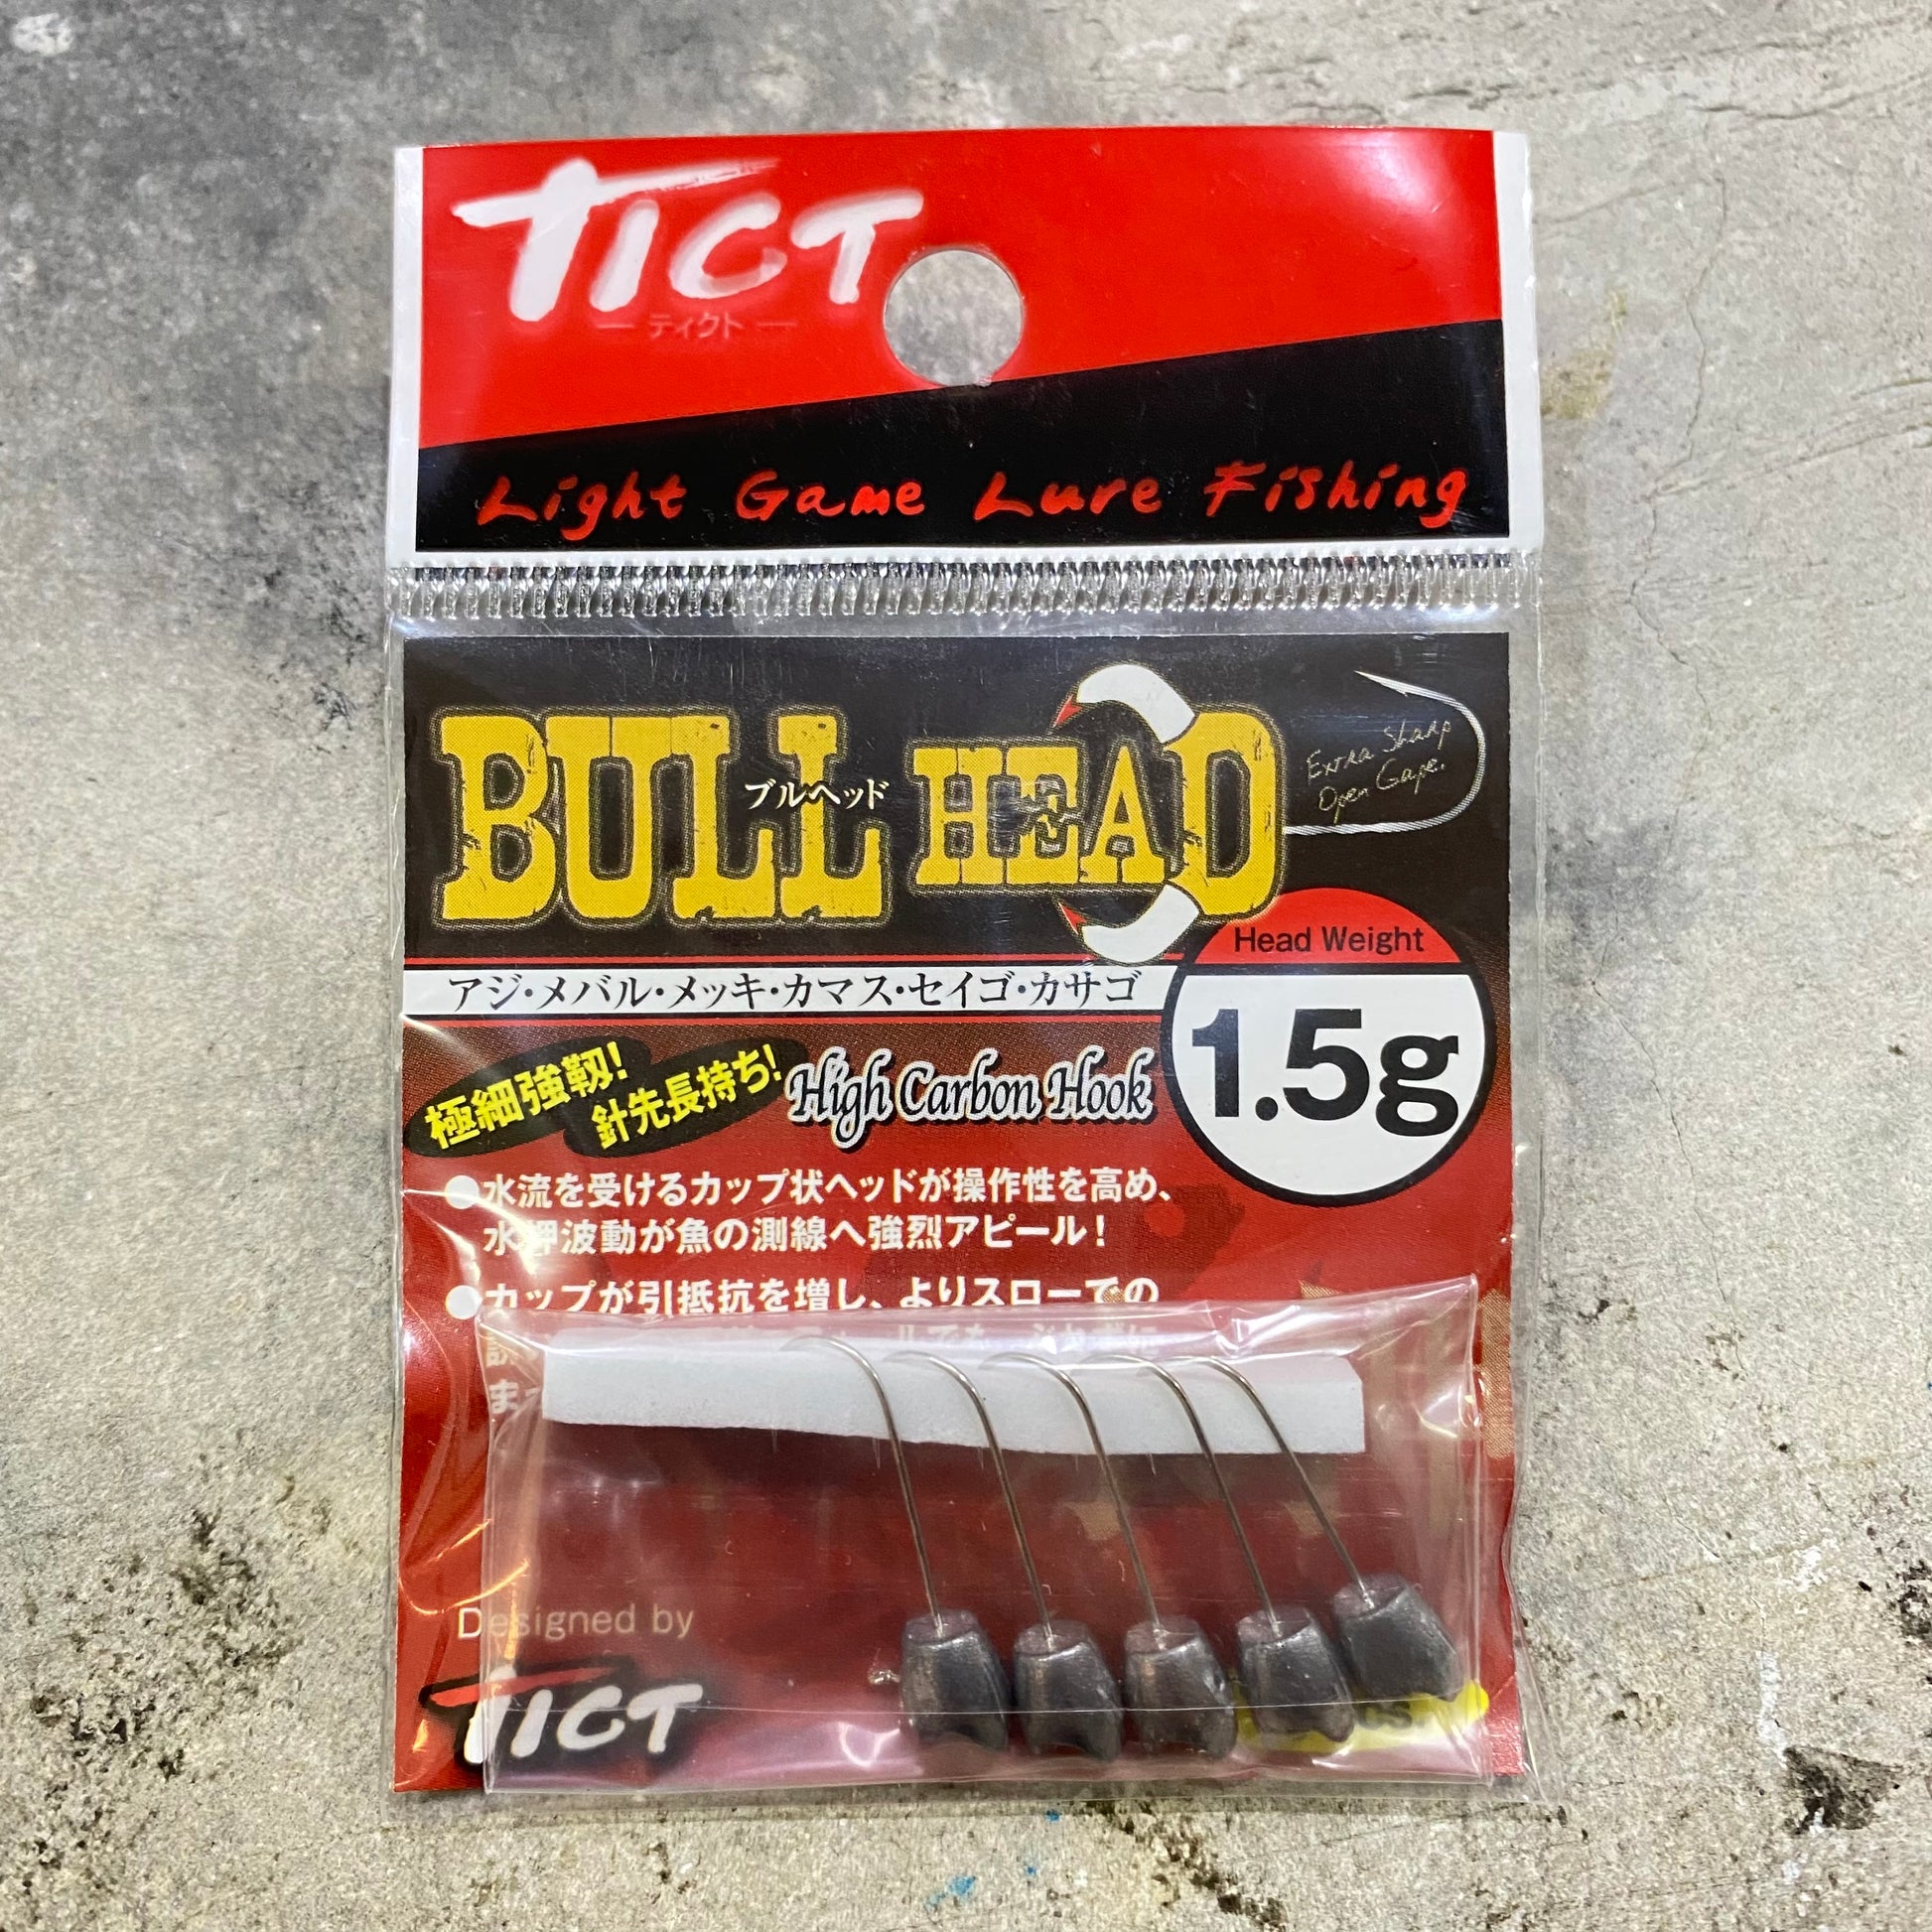 TICT
ティクト
Light Game Lure Fishing
BULL HEAD
ブルヘッド
Extra Sharp
Open Gape.
Head Weight
1.5g
アジ・メバル・メッキ・カマス・セイゴ・カサゴ
極細強靱!
針先長持ち!
High Carbon Hook
●水流を受けるカップ状ヘッドが操作性を高め、
水押波動が魚の測線へ強烈アピール!
●カップが引抵抗を増し、よりスローでの
Designed by
TICT